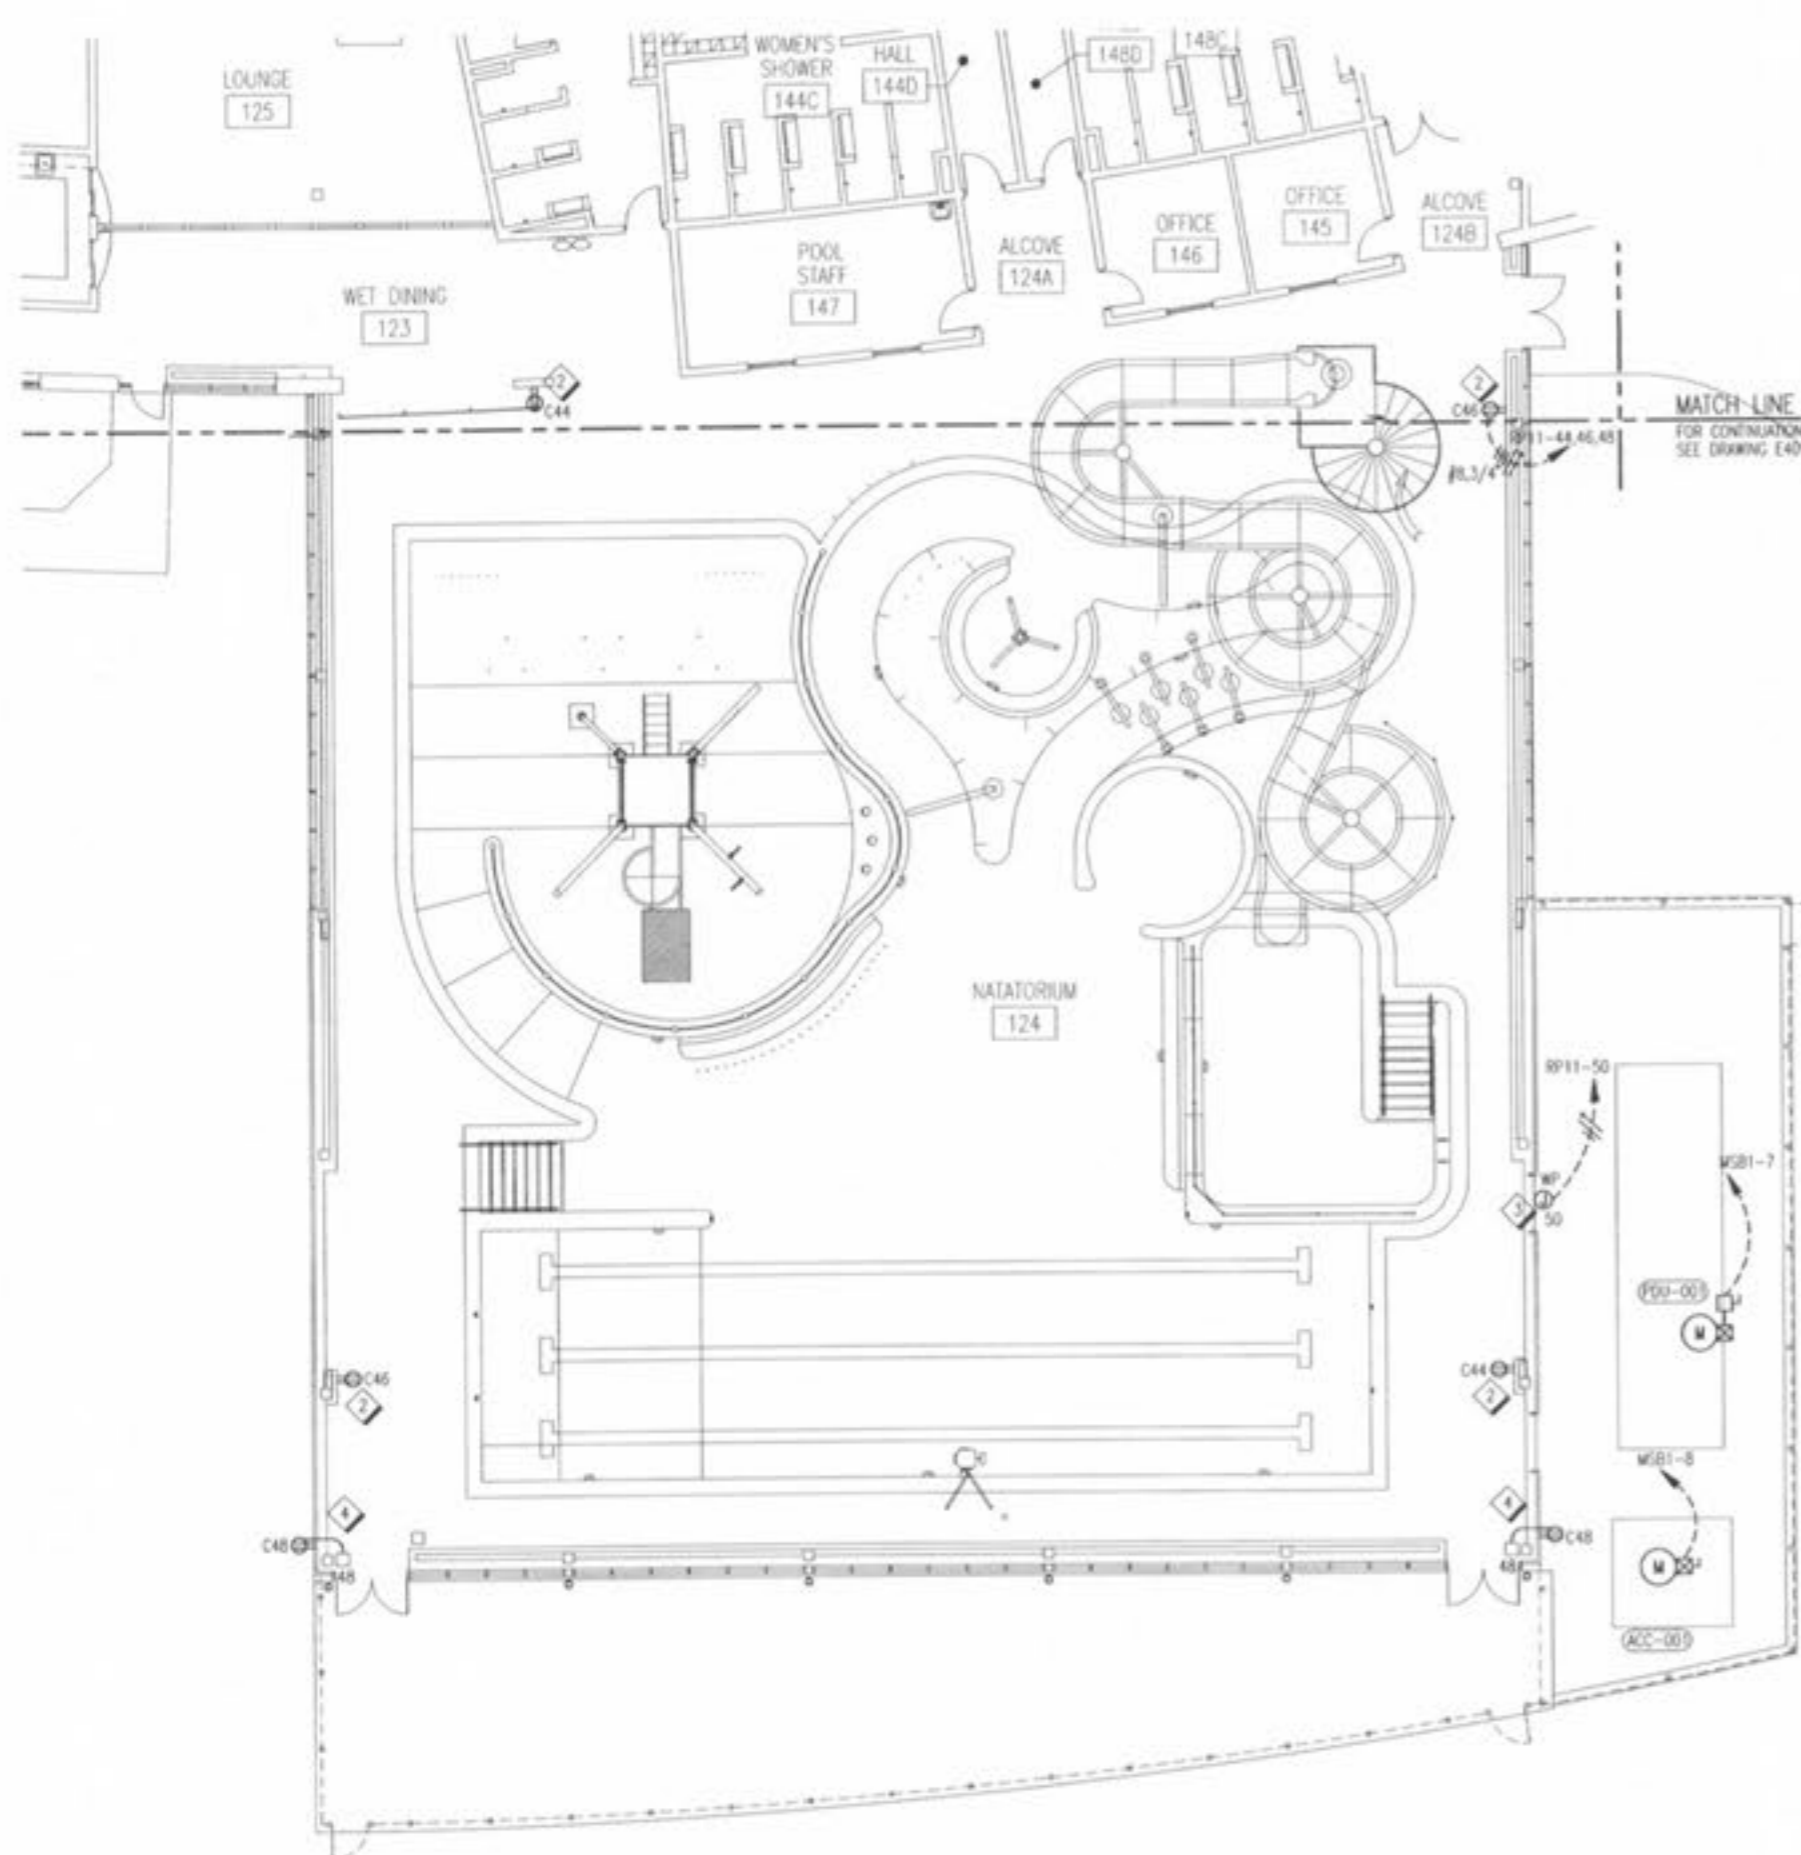 WOMEN'S
SHOWER
144C
HALL
144D
148D
148C
LOUNGE
125
OFFICE
145
ALCOVE
124B
OFFICE
146
ALCOVE
124A
POOL
STAFF
147
WET DINING
123
2
C44
2
C46
MATCH LINE
FOR CONTINUATION
SEE DRAWING E40
RP11-44,46,48
#8,3/4"
NATATORIUM
124
RP11-50
MSB1-7
WP
50
PDU-001
M
C46
2
C44
2
MSB1-8
4
C48
48
4
C48
48
M
ACC-001